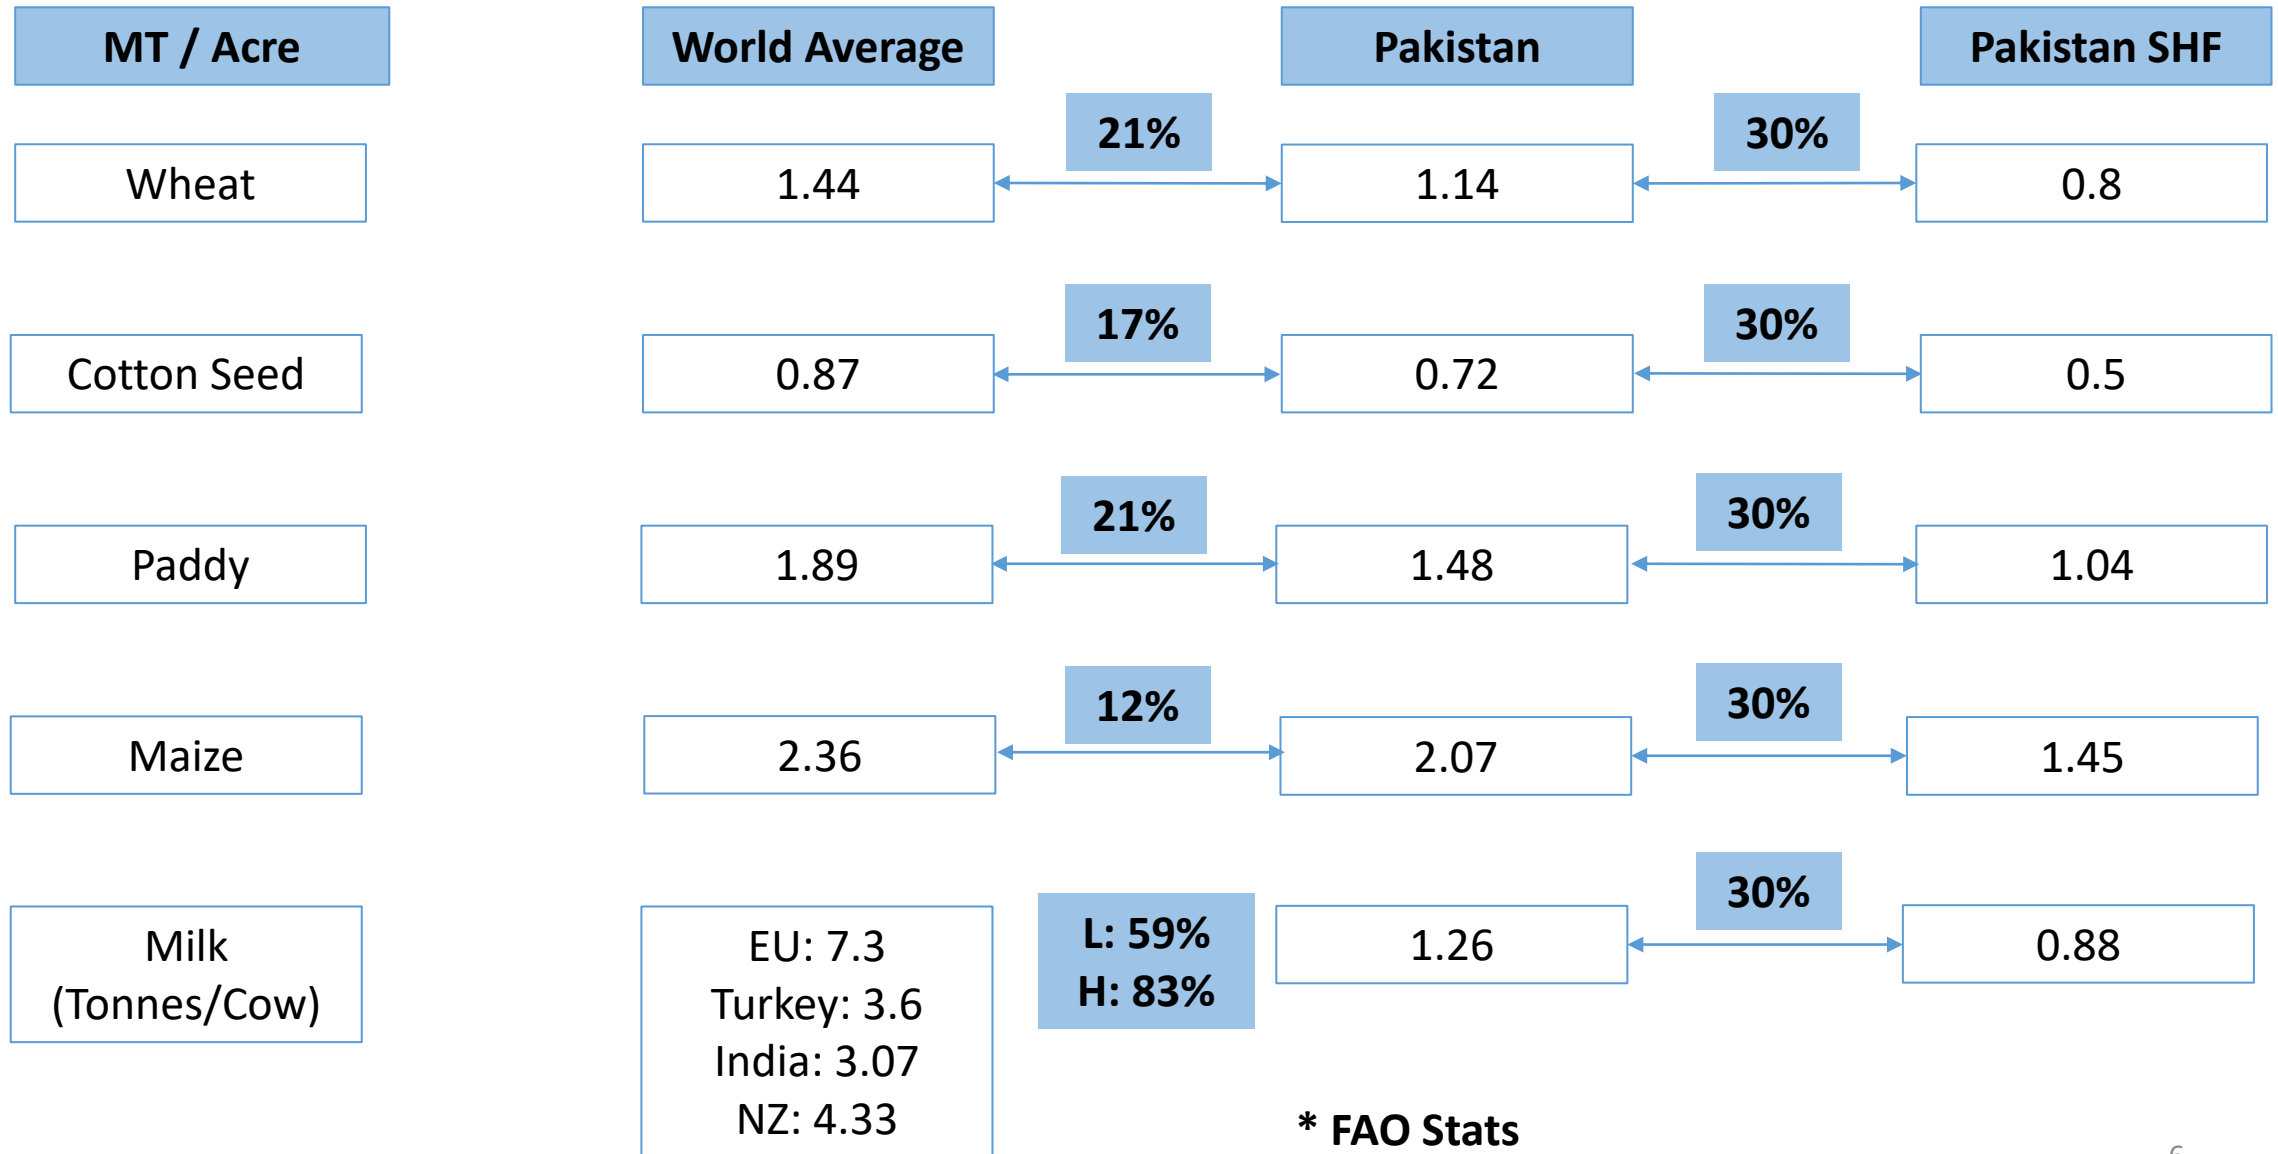 MT / Acre
World Average
Pakistan
Pakistan SHF
21%
30%
Wheat
1.44
1.14
0.8
17%
30%
Cotton Seed
0.87
0.72
0.5
21%
30%
Paddy
1.89
1.48
1.04
12%
30%
Maize
2.36
2.07
1.45
30%
Milk
(Tonnes/Cow)
EU: 7.3
Turkey: 3.6
India: 3.07
NZ: 4.33
L: 59%
H: 83%
1.26
0.88
* FAO Stats